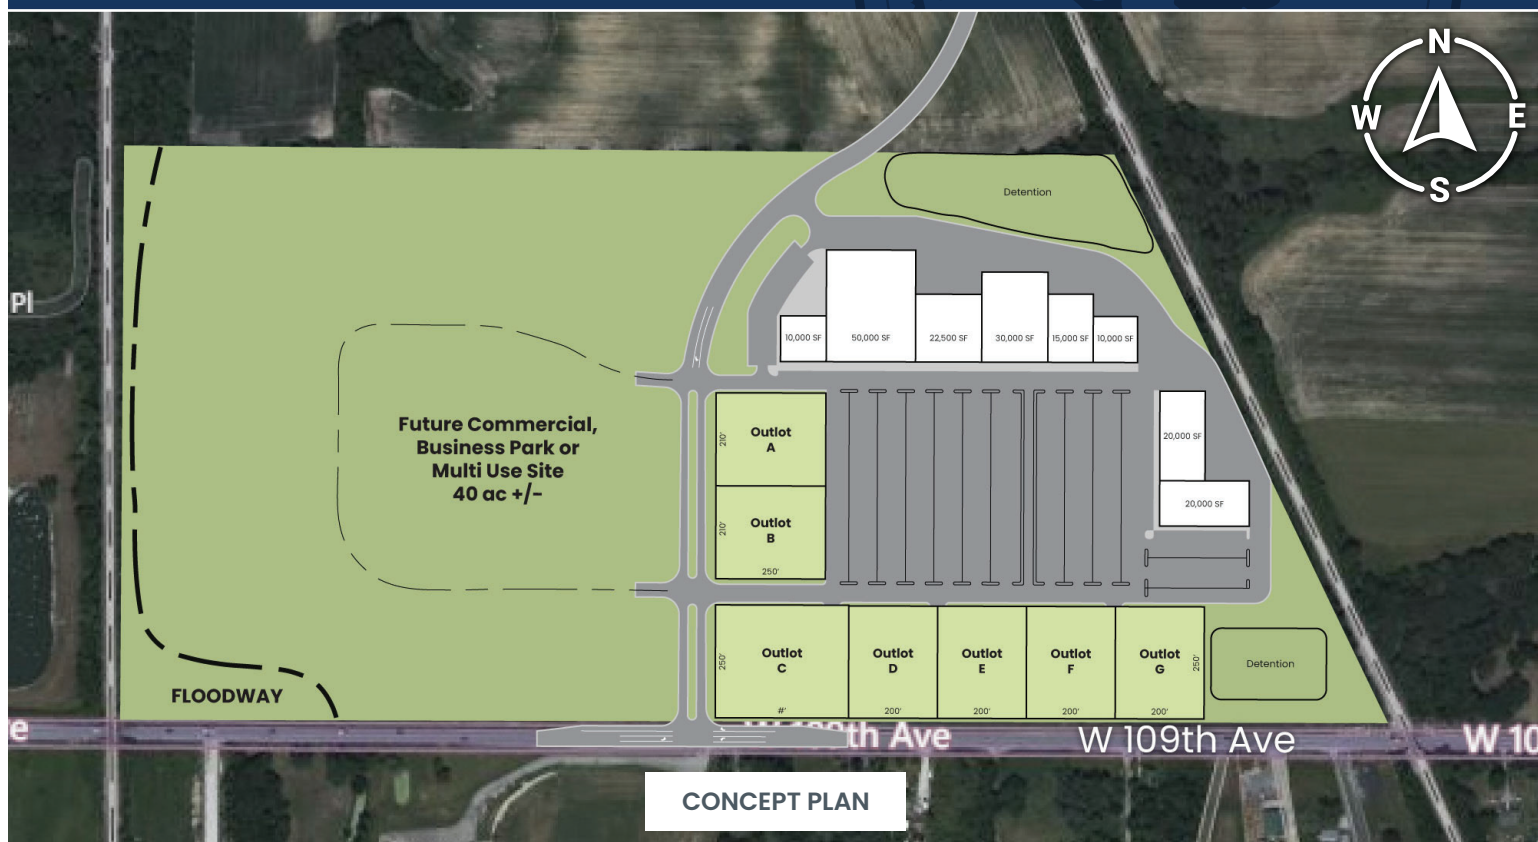 N
W E
S
Detention
Pl
10,000 SF
50,000 SF
22,500 SF
30,000 SF
15,000 SF
10,000 SF
Future Commercial,
Business Park or
Multi Use Site
40 ac +/-
210'
Outlot
A
20,000 SF
20,000 SF
210'
Outlot
B
250'
250'
Outlot
C
#'
Outlot
D
200'
Outlot
E
200'
Outlot
F
200'
Outlot
G
250'
200'
Detention
FLOODWAY
e
th Ave
W 109th Ave
W 10
CONCEPT PLAN